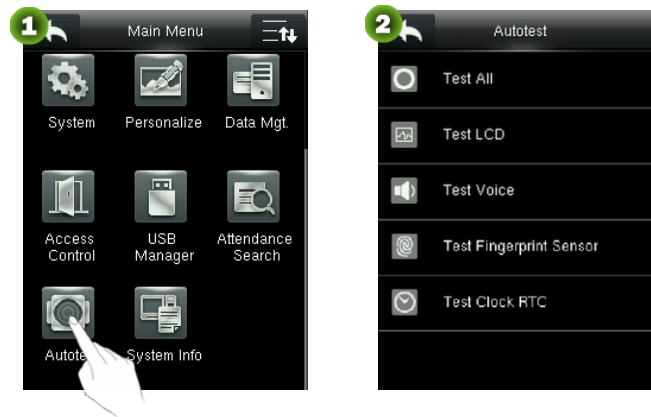 1
Main Menu
System Personalize Data Mgt.
Access Control
USB Manager
Attendance Search
System Info
2
Autotest
Test All
Test LCD
Test Voice
Test Fingerprint Sensor
Test Clock RTC